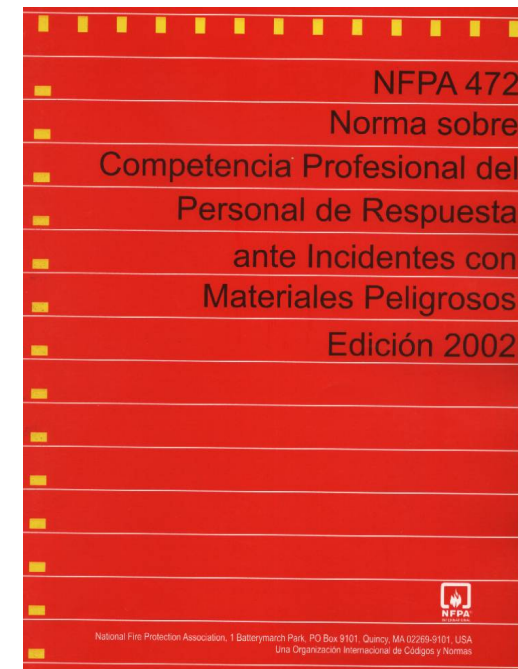 NFPA 472
Norma sobre
Competencia Profesional del
Personal de Respuesta
ante Incidentes con
Materiales Peligrosos
Edición 2002
NFPA
National Fire Protection Association, 1 Batterymarch Park, PO Box 9101, Quincy, MA 02269-9101, USA
Una Organización Internacional de Códigos y Normas